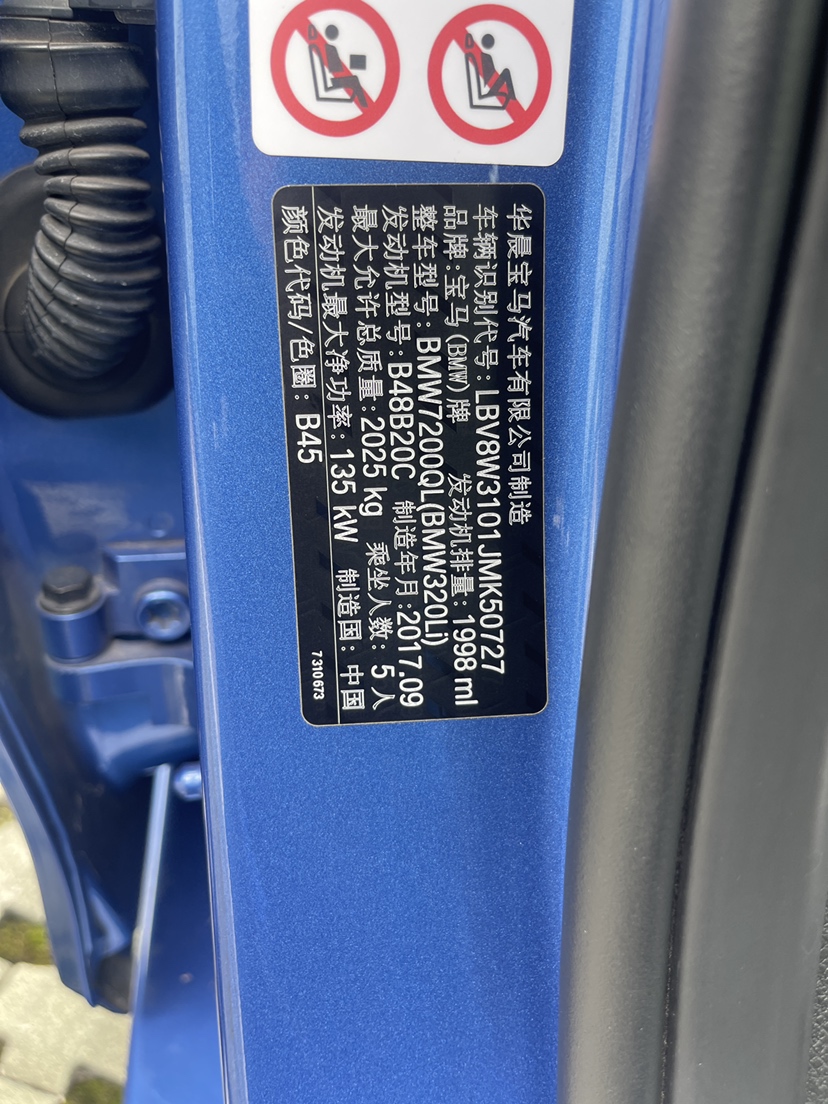 华晨宝马汽车有限公司制造
车辆识别代号: LBV8W3101JMK50727
品牌: 宝马(BMW)牌 发动机排量: 1998 ml
整车型号: BMW7200QL(BMW320Li)
发动机型号: B48B20C 制造年月: 2017.09
最大允许总质量: 2025 kg 乘坐人数: 5 人
发动机最大净功率: 135 kW 制造国: 中国
颜色代码/色圈: B45 7310673